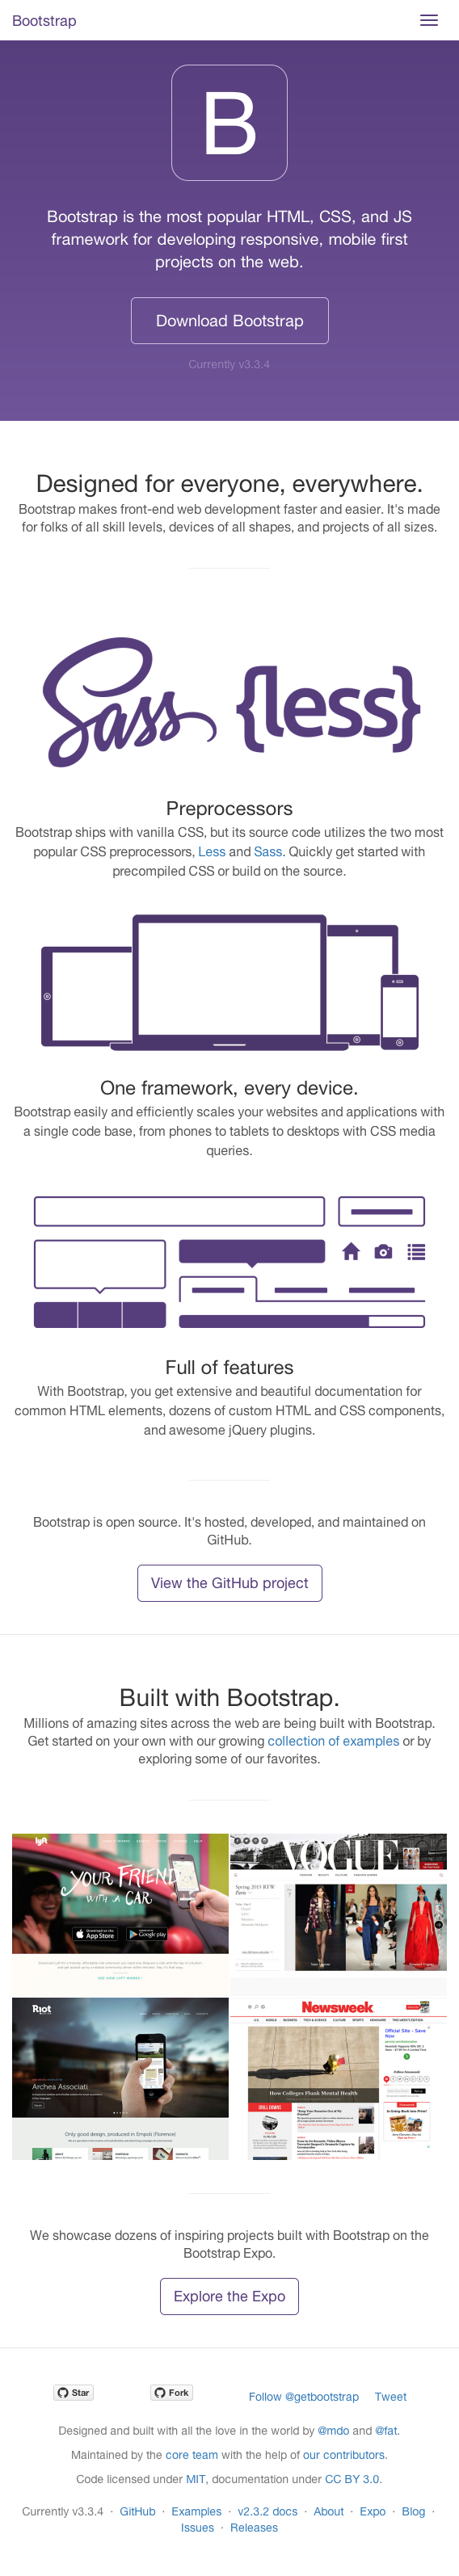 Bootstrap
B
Bootstrap is the most popular HTML, CSS, and JS
framework for developing responsive, mobile first
projects on the web.
Download Bootstrap
Currently v3.3.4
Designed for everyone, everywhere.
Bootstrap makes front-end web development faster and easier. It's made
for folks of all skill levels, devices of all shapes, and projects of all sizes.
Sass {less}
Preprocessors
Bootstrap ships with vanilla CSS, but its source code utilizes the two most
popular CSS preprocessors, Less and Sass. Quickly get started with
precompiled CSS or build on the source.
One framework, every device.
Bootstrap easily and efficiently scales your websites and applications with
a single code base, from phones to tablets to desktops with CSS media
queries.
Full of features
With Bootstrap, you get extensive and beautiful documentation for
common HTML elements, dozens of custom HTML and CSS components,
and awesome jQuery plugins.
Bootstrap is open source. It's hosted, developed, and maintained on
GitHub.
View the GitHub project
Built with Bootstrap.
Millions of amazing sites across the web are being built with Bootstrap.
Get started on your own with our growing collection of examples or by
exploring some of our favorites.
lyft
YOUR FRIEND
WITH A CAR
App Store
Google play
VOGUE
Spring 2015 RTW
Riot
Archea Associati
Only good design, produced in Empoli (Florence)
Newsweek
How Colleges Flunk Mental Health
We showcase dozens of inspiring projects built with Bootstrap on the
Bootstrap Expo.
Explore the Expo
Star
Fork
Follow @getbootstrap
Tweet
Designed and built with all the love in the world by @mdo and @fat.
Maintained by the core team with the help of our contributors.
Code licensed under MIT, documentation under CC BY 3.0.
Currently v3.3.4 · GitHub · Examples · v2.3.2 docs · About · Expo · Blog ·
Issues · Releases